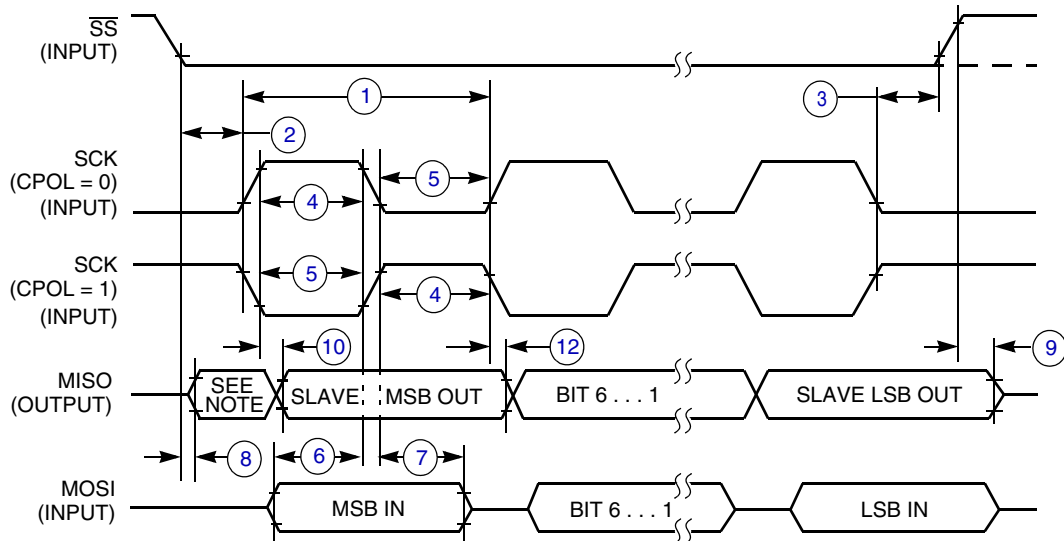 SS
(INPUT)
1
3
2
SCK
(CPOL = 0)
(INPUT)
5
4
SCK
(CPOL = 1)
(INPUT)
5
4
10
12
9
MISO
(OUTPUT)
SEE
NOTE
SLAVE
MSB OUT
BIT 6 . . . 1
SLAVE LSB OUT
8
6
7
MOSI
(INPUT)
MSB IN
BIT 6 . . . 1
LSB IN